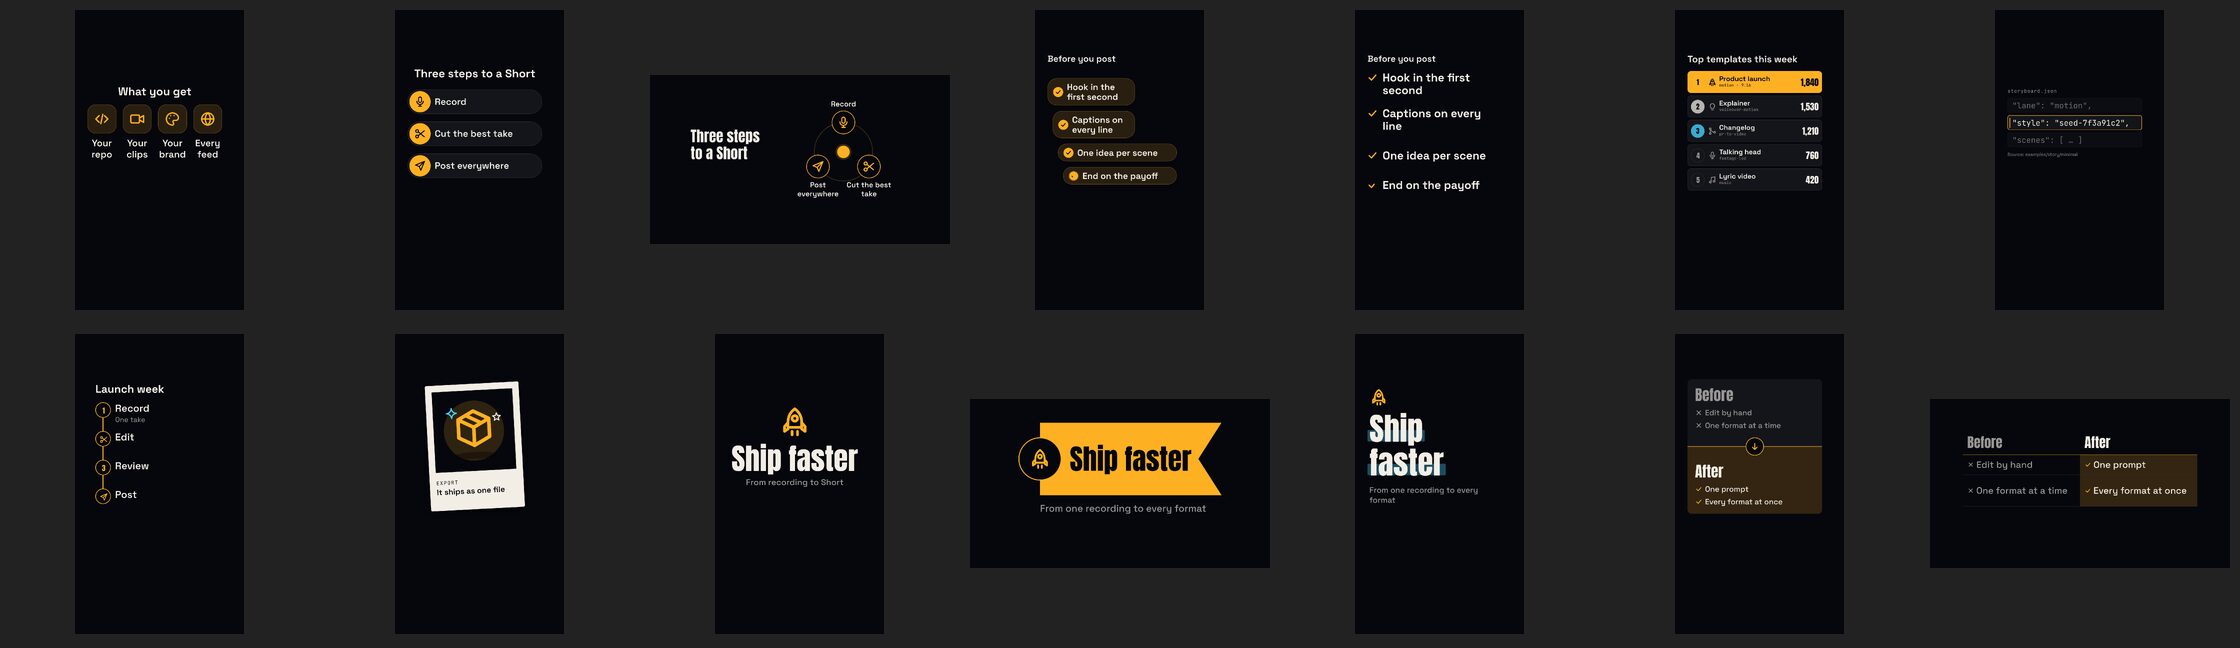 What you get
Your repo
Your clips
Your brand
Every feed
Three steps to a Short
Record
Cut the best take
Post everywhere
Three steps
to a Short
Record
Post
everywhere
Cut the best
take
Before you post
Hook in the
first second
Captions on
every line
One idea per scene
End on the payoff
Before you post
Hook in the first
second
Captions on every
line
One idea per scene
End on the payoff
Top templates this week
1 Product launch 1,840
motion · 9:16
2 Explainer 1,530
3 Changelog 1,210
4 Talking head 760
5 Lyric video 420
music
storyboard.json
"lane": "motion",
"style": "seed-7f3a91c2",
"scenes": [ … ]
Launch week
1 Record
One take
Edit
3 Review
Post
EXPORT
It ships as one file
Ship faster
From recording to Short
Ship faster
From one recording to every format
Ship
faster
From one recording to every
format
Before
× Edit by hand
× One format at a time
After
✓ One prompt
✓ Every format at once
Before After
× Edit by hand ✓ One prompt
× One format at a time ✓ Every format at once